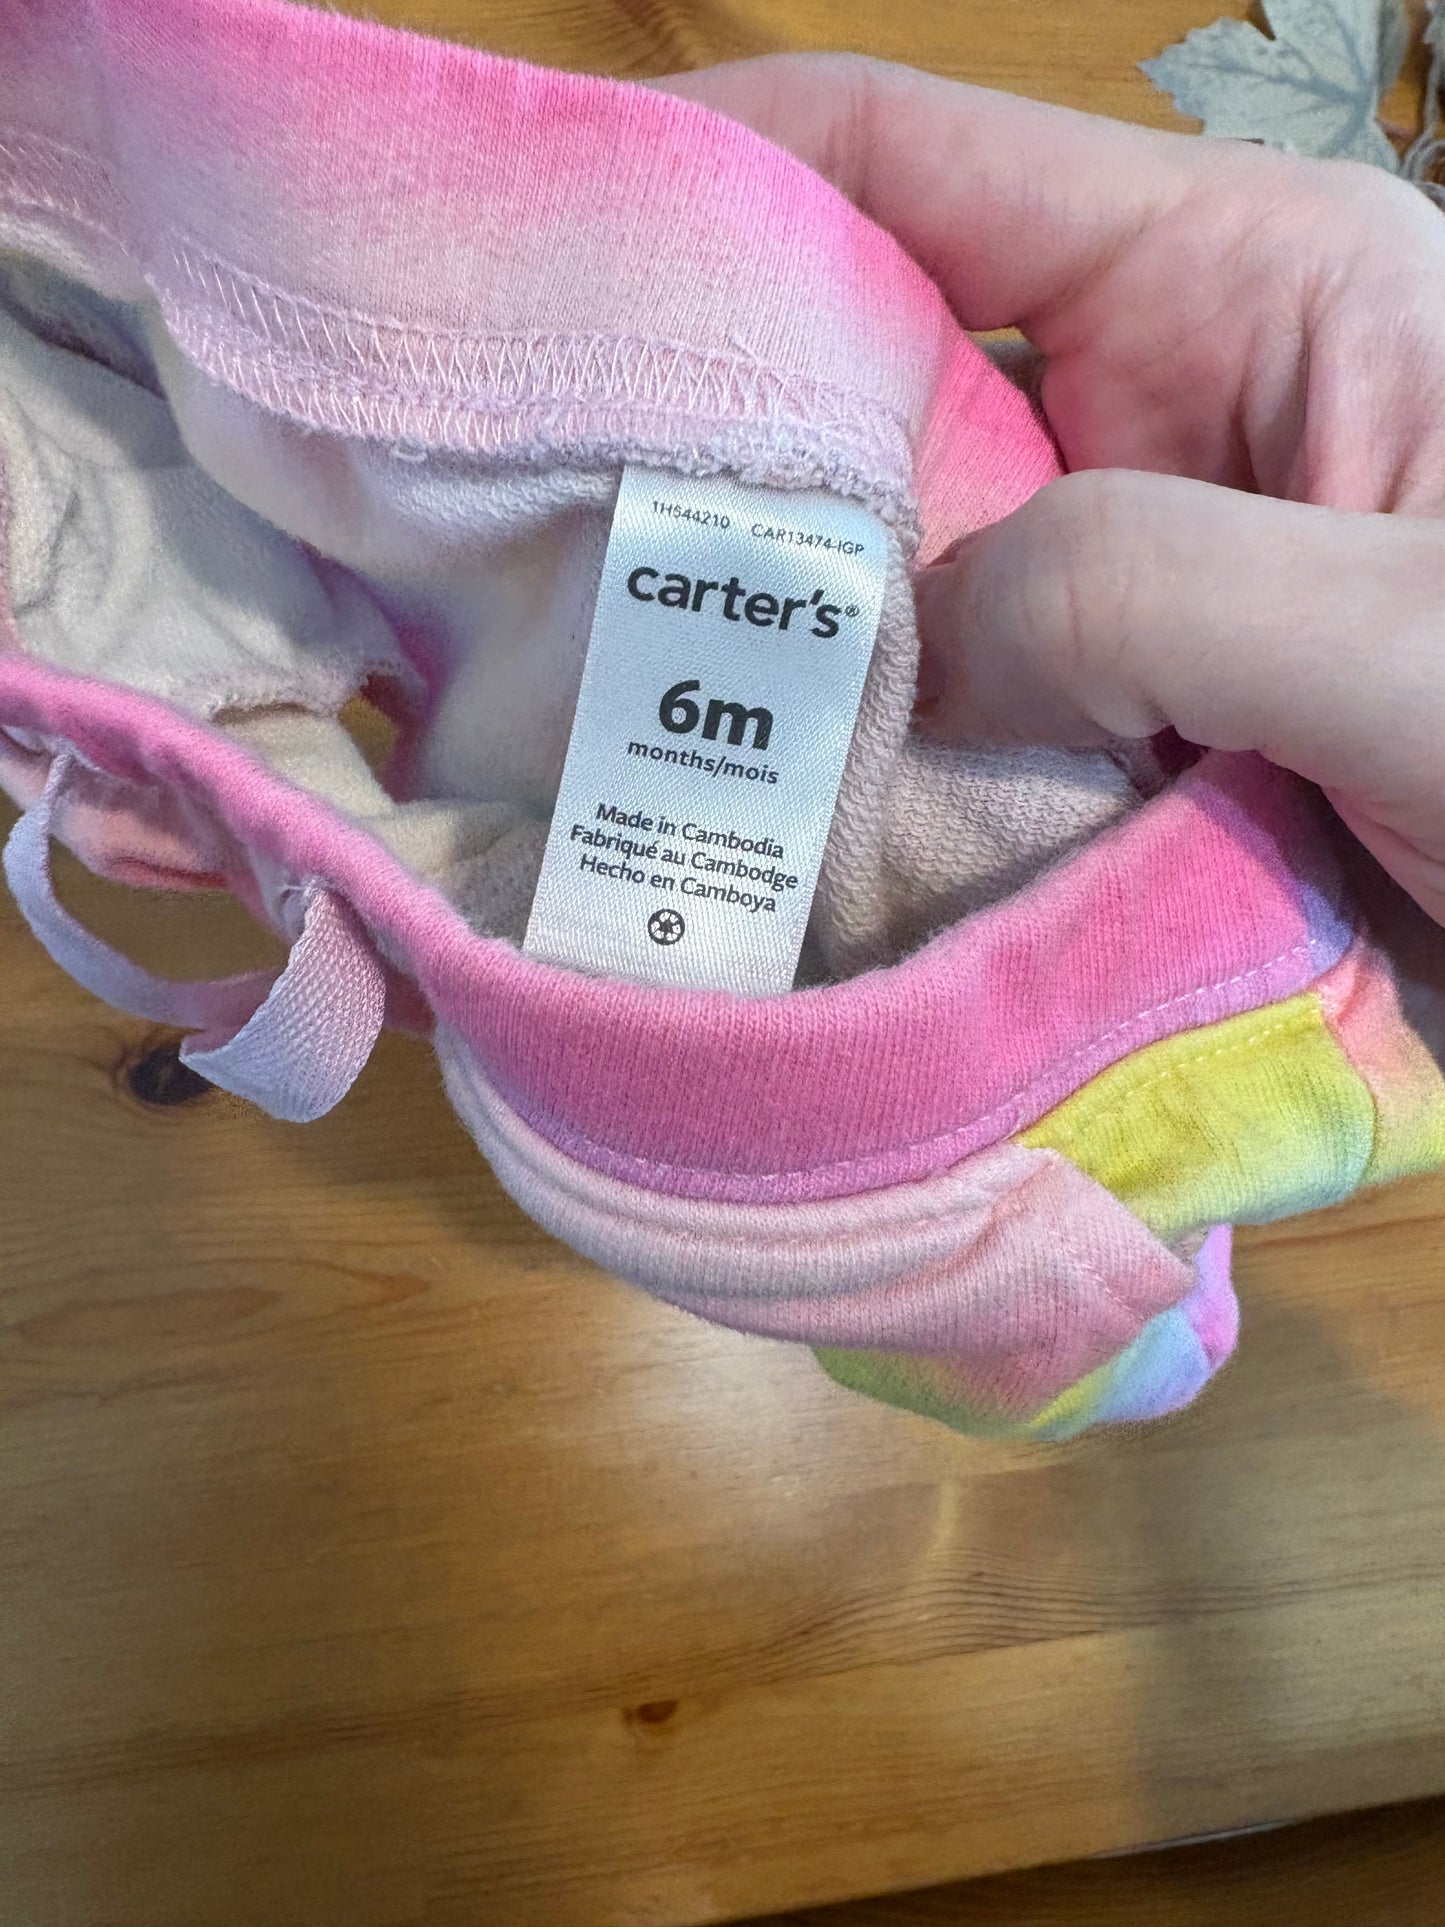 1H544210 CAR13474-IGP
carter's®
6m
months/mois
Made in Cambodia
Fabriqué au Cambodge
Hecho en Camboya